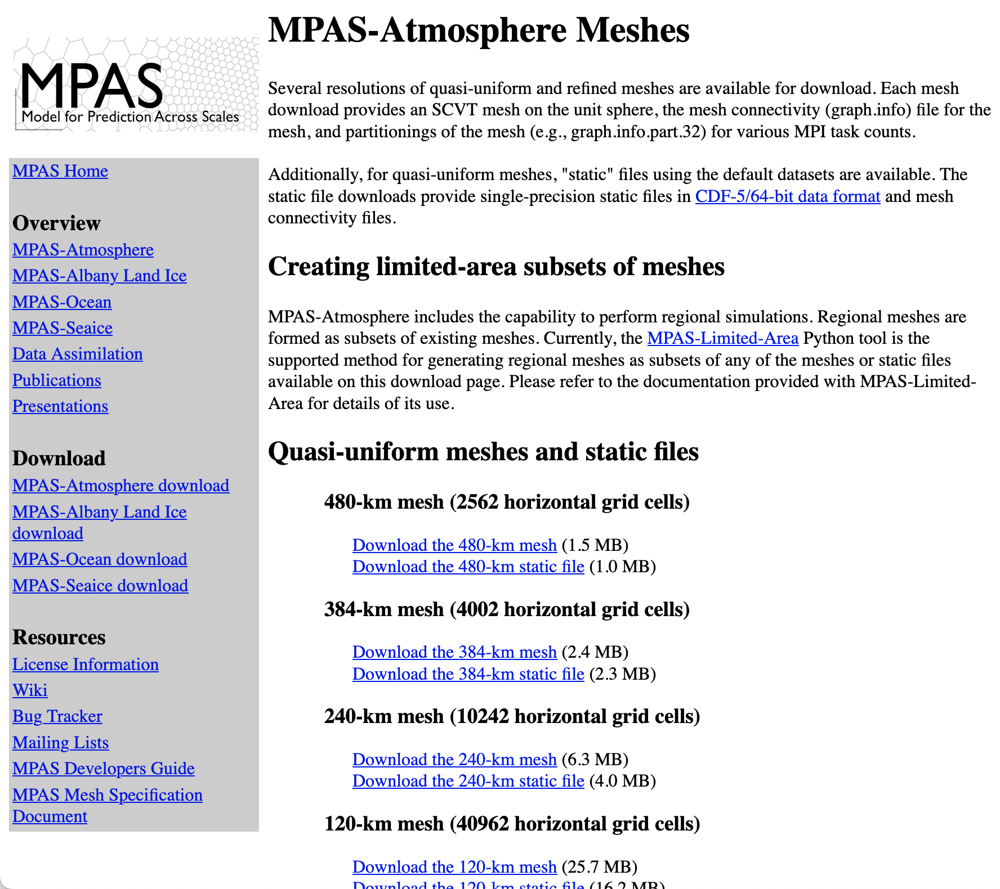 MPAS
Model for Prediction Across Scales
MPAS Home
Overview
MPAS-Atmosphere
MPAS-Albany Land Ice
MPAS-Ocean
MPAS-Seaice
Data Assimilation
Publications
Presentations
Download
MPAS-Atmosphere download
MPAS-Albany Land Ice
download
MPAS-Ocean download
MPAS-Seaice download
Resources
License Information
Wiki
Bug Tracker
Mailing Lists
MPAS Developers Guide
MPAS Mesh Specification
Document
MPAS-Atmosphere Meshes
Several resolutions of quasi-uniform and refined meshes are available for download. Each mesh
download provides an SCVT mesh on the unit sphere, the mesh connectivity (graph.info) file for the
mesh, and partitionings of the mesh (e.g., graph.info.part.32) for various MPI task counts.
Additionally, for quasi-uniform meshes, "static" files using the default datasets are available. The
static file downloads provide single-precision static files in CDF-5/64-bit data format and mesh
connectivity files.
Creating limited-area subsets of meshes
MPAS-Atmosphere includes the capability to perform regional simulations. Regional meshes are
formed as subsets of existing meshes. Currently, the MPAS-Limited-Area Python tool is the
supported method for generating regional meshes as subsets of any of the meshes or static files
available on this download page. Please refer to the documentation provided with MPAS-Limited-
Area for details of its use.
Quasi-uniform meshes and static files
480-km mesh (2562 horizontal grid cells)
Download the 480-km mesh (1.5 MB)
Download the 480-km static file (1.0 MB)
384-km mesh (4002 horizontal grid cells)
Download the 384-km mesh (2.4 MB)
Download the 384-km static file (2.3 MB)
240-km mesh (10242 horizontal grid cells)
Download the 240-km mesh (6.3 MB)
Download the 240-km static file (4.0 MB)
120-km mesh (40962 horizontal grid cells)
Download the 120-km mesh (25.7 MB)
Download the 120-km static file (16.2 MB)